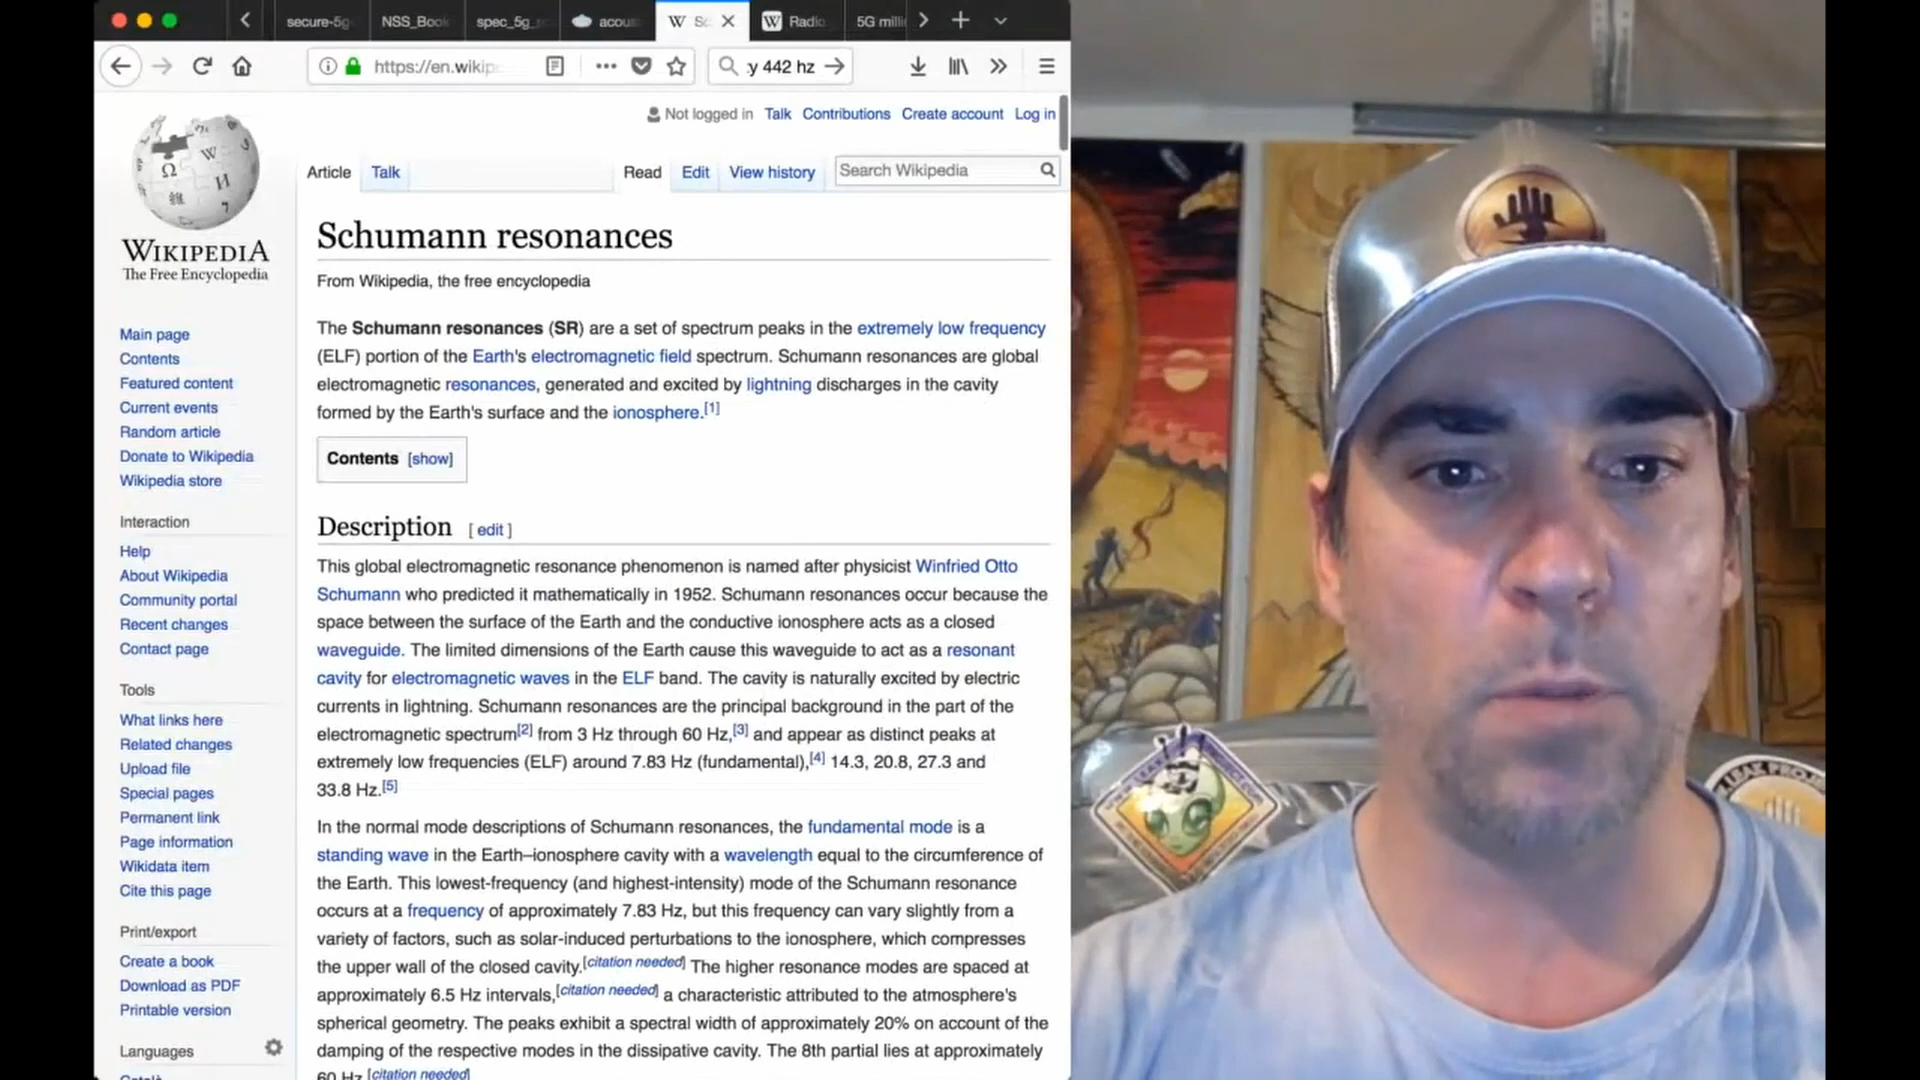 secure-5g
NSS_Boo
spec_5g_
acous
Radio
5G milli
https://en.wikip
y 442 hz
Not logged in Talk Contributions Create account Log in
Article Talk Read Edit View history Search Wikipedia
WIKIPEDIA
The Free Encyclopedia
Main page
Contents
Featured content
Current events
Random article
Donate to Wikipedia
Wikipedia store
Interaction
Help
About Wikipedia
Community portal
Recent changes
Contact page
Tools
What links here
Related changes
Upload file
Special pages
Permanent link
Page information
Wikidata item
Cite this page
Print/export
Create a book
Download as PDF
Printable version
Languages
Schumann resonances
From Wikipedia, the free encyclopedia
The Schumann resonances (SR) are a set of spectrum peaks in the extremely low frequency
(ELF) portion of the Earth's electromagnetic field spectrum. Schumann resonances are global
electromagnetic resonances, generated and excited by lightning discharges in the cavity
formed by the Earth's surface and the ionosphere.[1]
Contents [show]
Description [ edit ]
This global electromagnetic resonance phenomenon is named after physicist Winfried Otto
Schumann who predicted it mathematically in 1952. Schumann resonances occur because the
space between the surface of the Earth and the conductive ionosphere acts as a closed
waveguide. The limited dimensions of the Earth cause this waveguide to act as a resonant
cavity for electromagnetic waves in the ELF band. The cavity is naturally excited by electric
currents in lightning. Schumann resonances are the principal background in the part of the
electromagnetic spectrum[2] from 3 Hz through 60 Hz,[3] and appear as distinct peaks at
extremely low frequencies (ELF) around 7.83 Hz (fundamental),[4] 14.3, 20.8, 27.3 and
33.8 Hz.[5]
In the normal mode descriptions of Schumann resonances, the fundamental mode is a
standing wave in the Earth–ionosphere cavity with a wavelength equal to the circumference of
the Earth. This lowest-frequency (and highest-intensity) mode of the Schumann resonance
occurs at a frequency of approximately 7.83 Hz, but this frequency can vary slightly from a
variety of factors, such as solar-induced perturbations to the ionosphere, which compresses
the upper wall of the closed cavity.[citation needed] The higher resonance modes are spaced at
approximately 6.5 Hz intervals,[citation needed] a characteristic attributed to the atmosphere's
spherical geometry. The peaks exhibit a spectral width of approximately 20% on account of the
damping of the respective modes in the dissipative cavity. The 8th partial lies at approximately
60 Hz.[citation needed]
LEAK PROJ